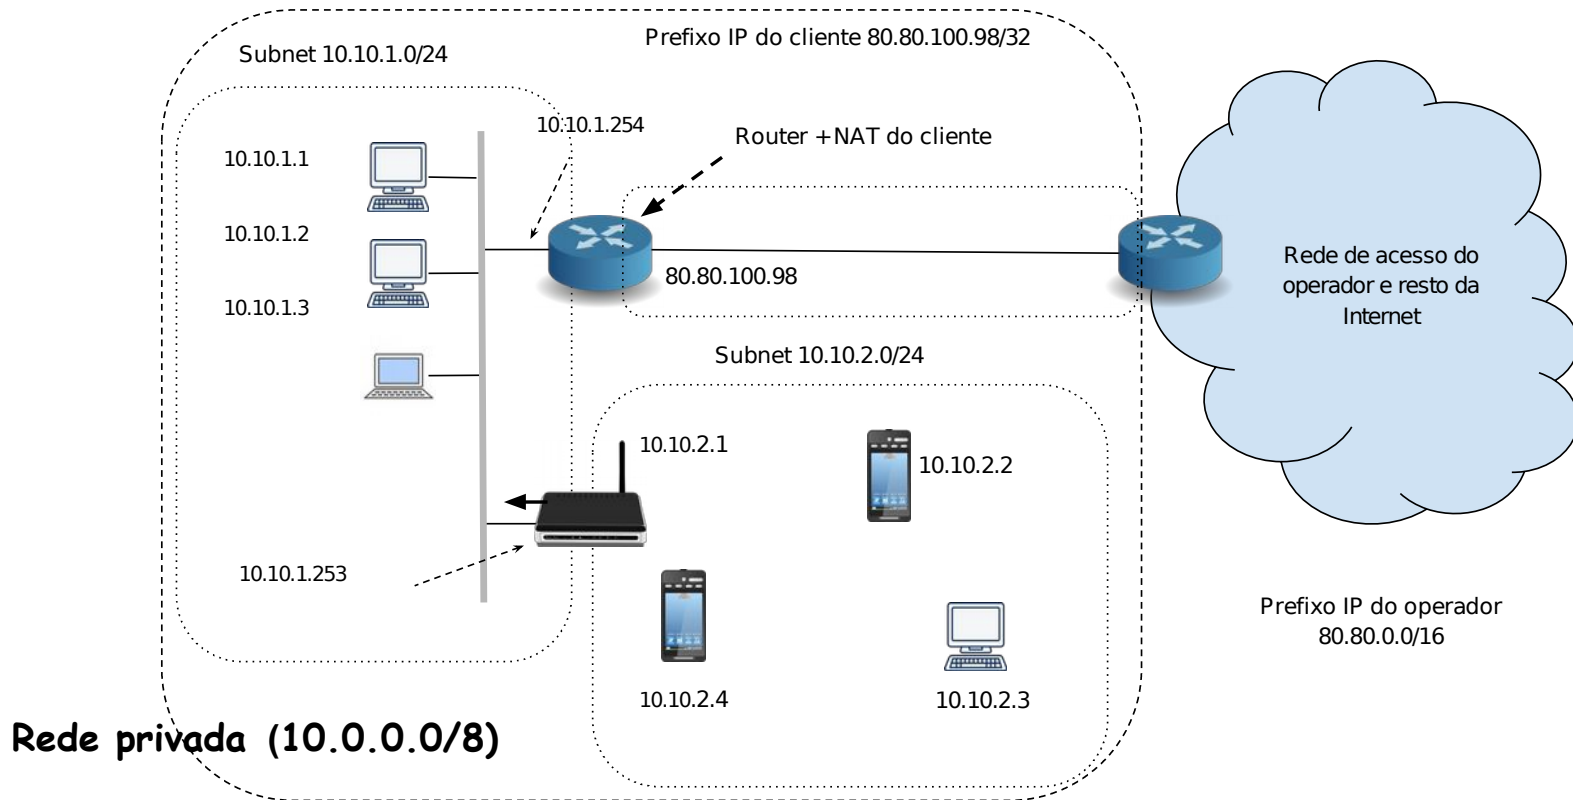 Prefixo IP do cliente 80.80.100.98/32
Subnet 10.10.1.0/24
10.10.1.254
Router +NAT do cliente
10.10.1.1
10.10.1.2
10.10.1.3
80.80.100.98
Rede de acesso do
operador e resto da
Internet
Subnet 10.10.2.0/24
10.10.2.1
10.10.2.2
10.10.1.253
10.10.2.4
10.10.2.3
Prefixo IP do operador
80.80.0.0/16
Rede privada (10.0.0.0/8)